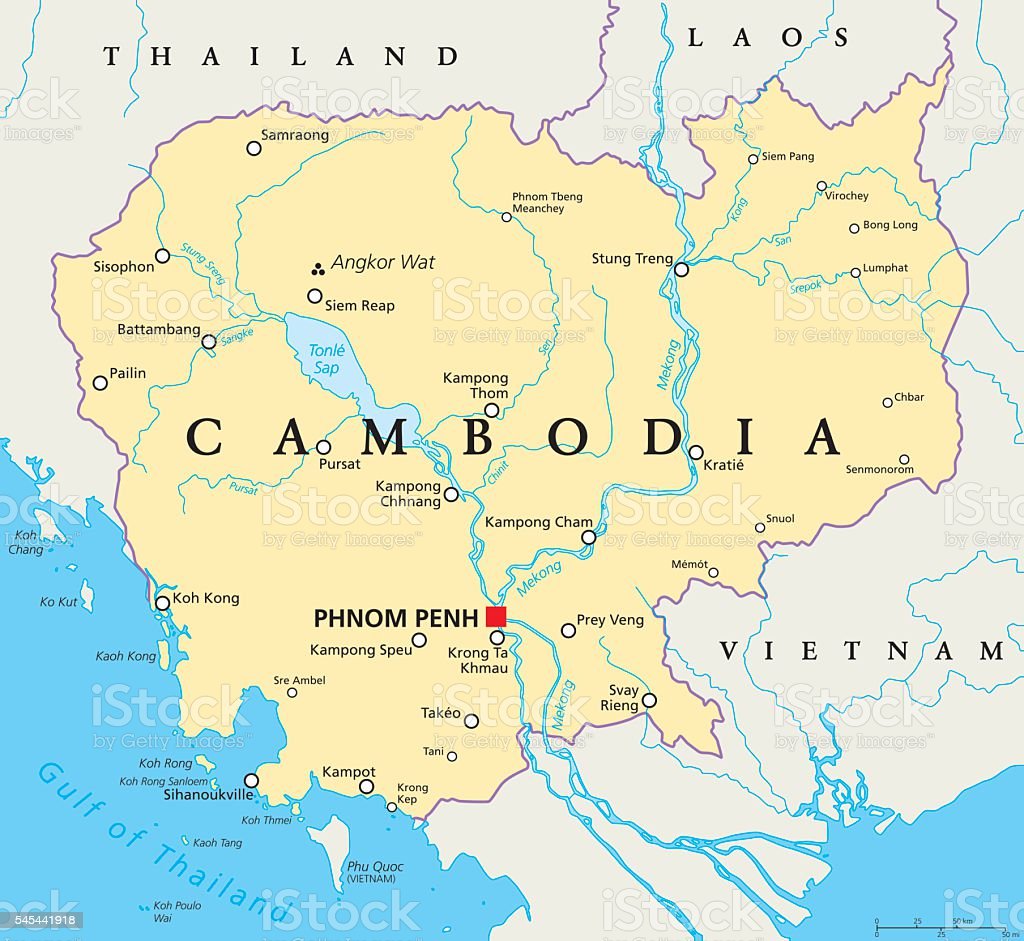 THAILAND
LAOS
Samraong
Siem Pang
Kong
Virochey
Phnom Tbeng
Meanchey
Bong Long
San
Stung Sreng
Sisophon
Angkor Wat
Stung Treng
Lumphat
Srepok
Siem Reap
Battambang
Sangke
Tonlé
Sap
Sen
Mekong
Pailin
Kampong
Thom
Chbar
CAMBODIA
Pursat
Kratié
Senmonorom
Chinit
Pursat
Kampong
Chhnang
Kampong Cham
Snuol
Koh
Chang
Mekong
Mémót
Ko Kut
Koh Kong
PHNOM PENH
Prey Veng
Kampong Speu
Krong Ta
Khmau
VIETNAM
Kaoh Kong
Sre Ambel
Svay
Rieng
Mekong
Takéo
Tani
Koh Rong
Koh Rong Sanloem
Kampot
Sihanoukville
Krong
Kep
Koh Thmei
Gulf of Thailand
Kaoh Tang
Phu Quoc
(VIETNAM)
Koh Poulo
Wai
0 25 50 km
0 25 50 mi
iStock
by Getty Images™
545441918